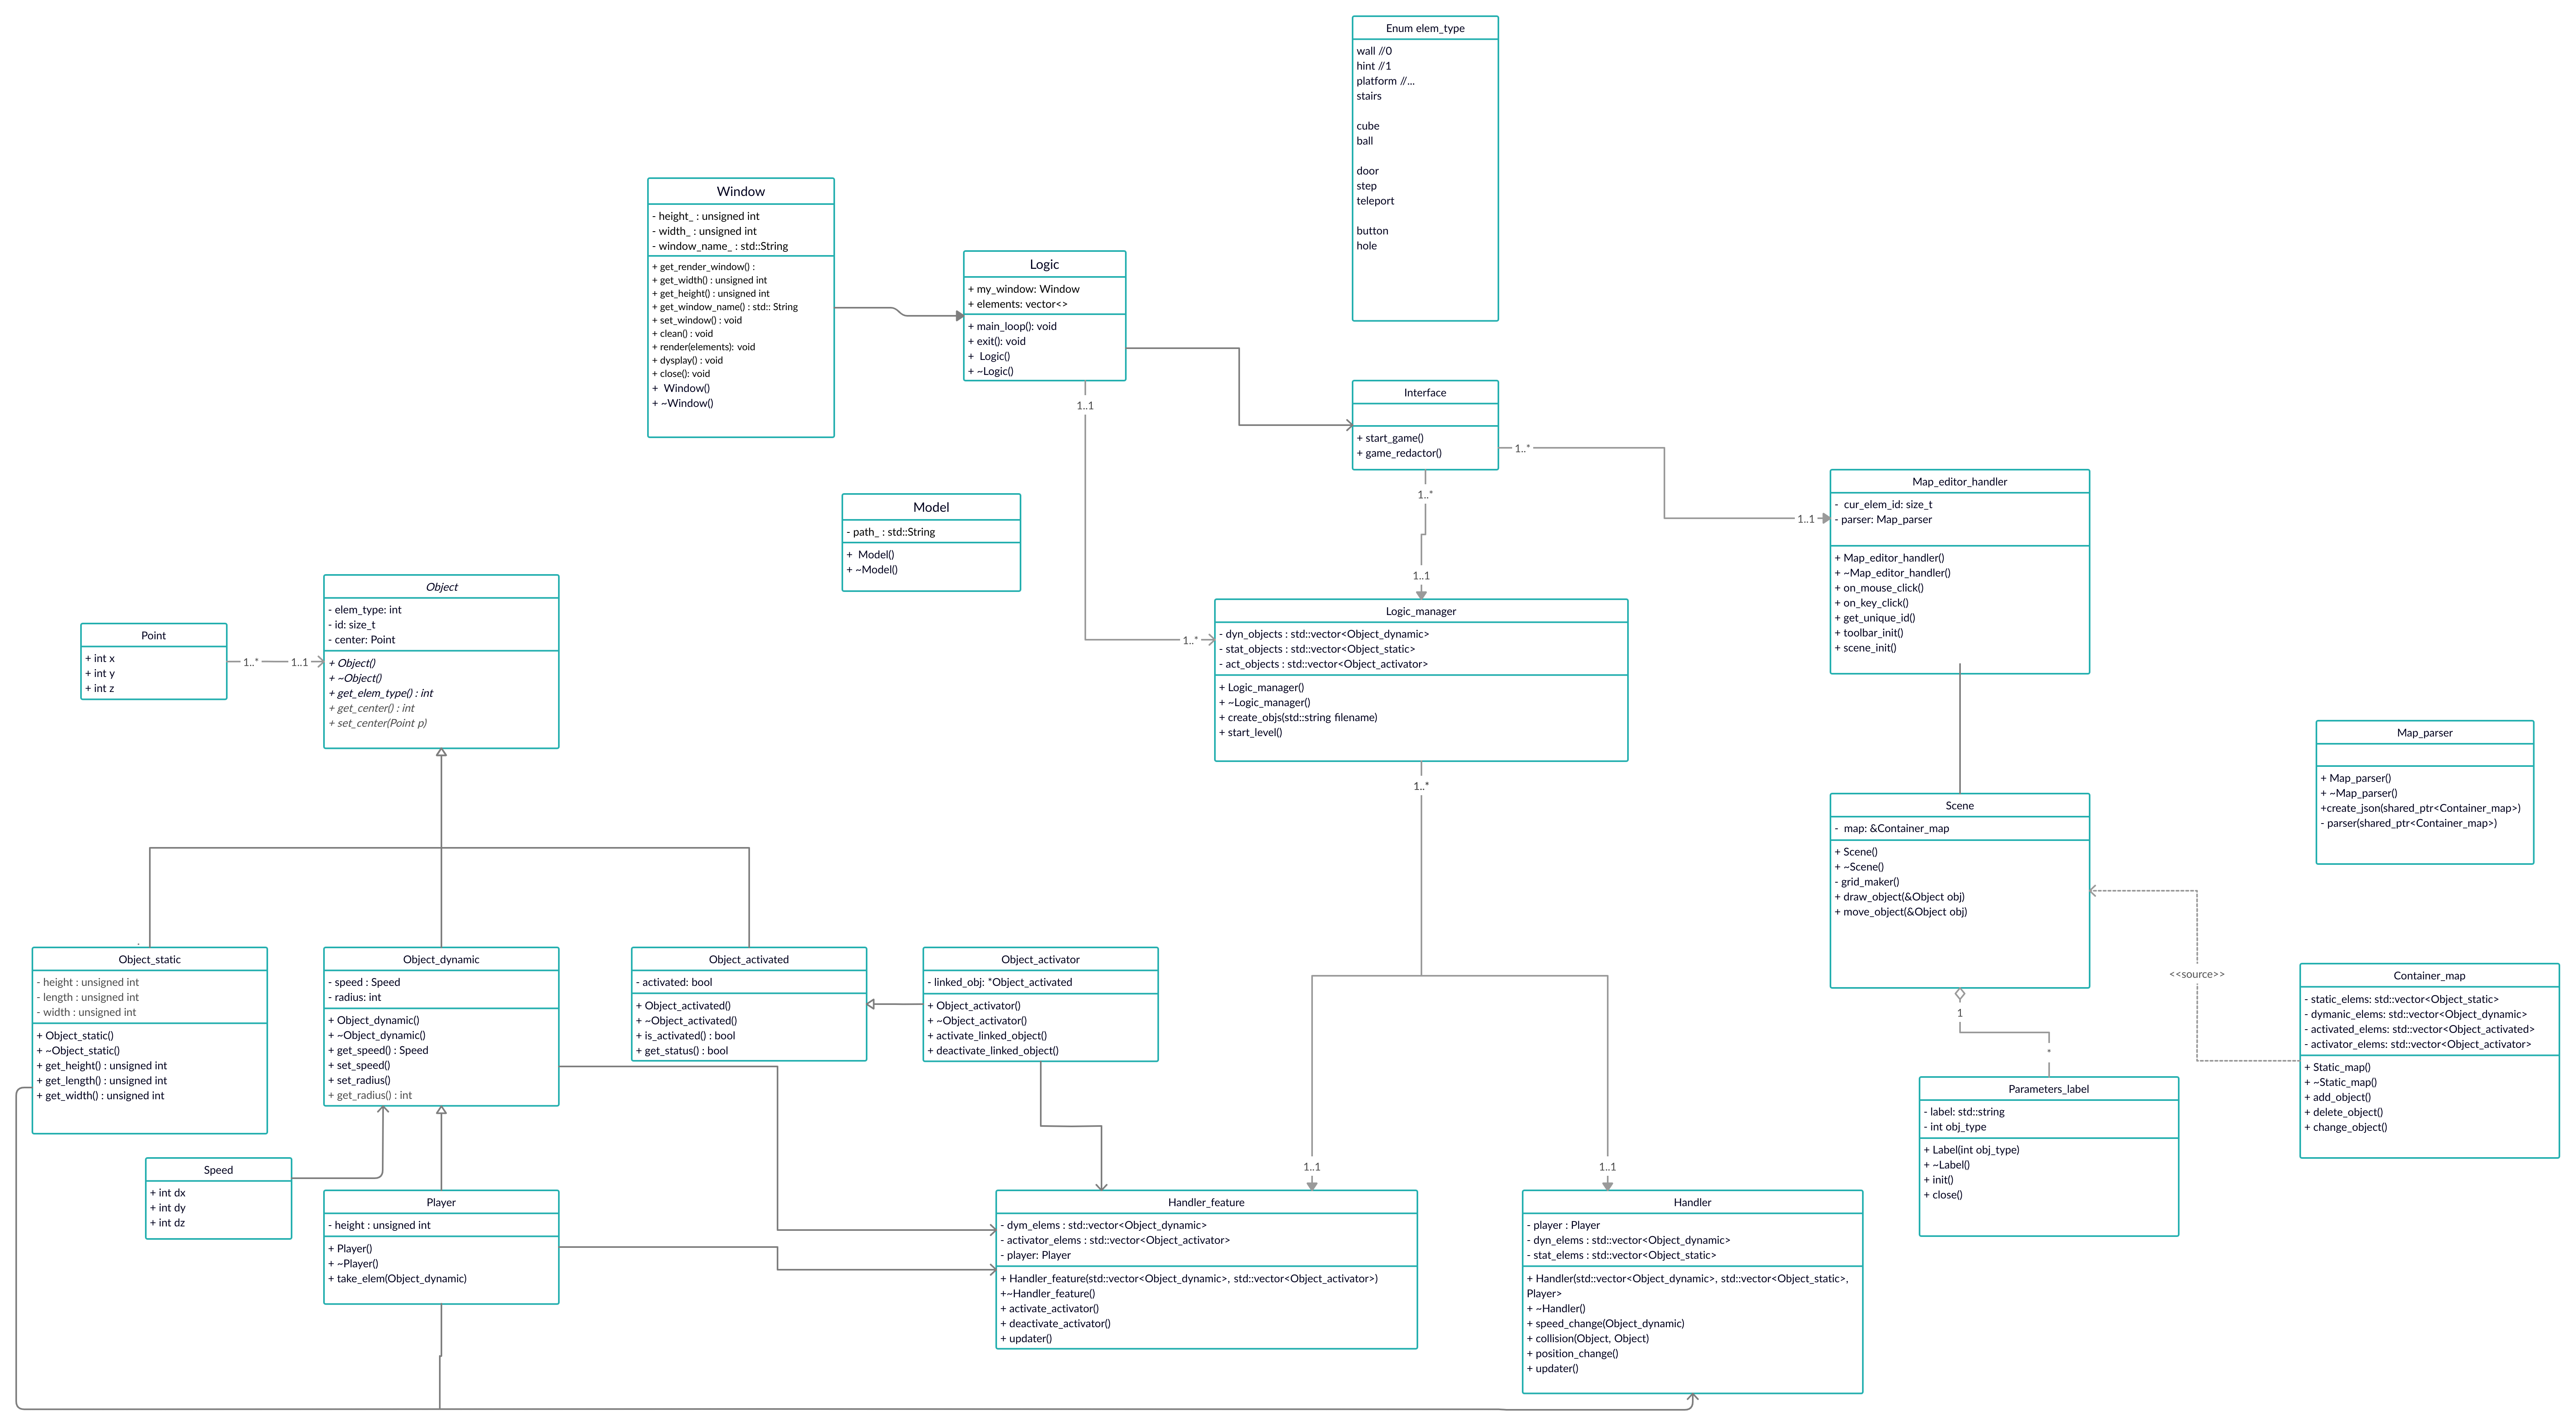 Enum elem_type
wall //0
hint //1
platform //...
stairs
cube
ball
door
step
teleport
button
hole
Window
- height_ : unsigned int
- width_ : unsigned int
- window_name_ : std::String
+ get_render_window() :
+ get_width() : unsigned int
+ get_height() : unsigned int
+ get_window_name() : std:: String
+ set_window() : void
+ clean() : void
+ render(elements): void
+ dysplay() : void
+ close(): void
+  Window()
+ ~Window()
Logic
+ my_window: Window
+ elements: vector<>
+ main_loop(): void
+ exit(): void
+  Logic()
+ ~Logic()
1..1
1..*
Interface
+ start_game()
+ game_redactor()
1..*
1..1
1..*
1..1
Model
- path_ : std::String
+  Model()
+ ~Model()
Map_editor_handler
-  cur_elem_id: size_t
- parser: Map_parser
+ Map_editor_handler()
+ ~Map_editor_handler()
+ on_mouse_click()
+ on_key_click()
+ get_unique_id()
+ toolbar_init()
+ scene_init()
Object
- elem_type: int
- id: size_t
- center: Point
+ Object()
+ ~Object()
+ get_elem_type() : int
+ get_center() : int
+ set_center(Point p)
Point
+ int x
+ int y
+ int z
1..*
1..1
Logic_manager
- dyn_objects : std::vector<Object_dynamic>
- stat_objects : std::vector<Object_static>
- act_objects : std::vector<Object_activator>
+ Logic_manager()
+ ~Logic_manager()
+ create_objs(std::string filename)
+ start_level()
1..*
1..1
1..1
Map_parser
+ Map_parser()
+ ~Map_parser()
+create_json(shared_ptr<Container_map>)
- parser(shared_ptr<Container_map>)
Scene
-  map: &Container_map
+ Scene()
+ ~Scene()
- grid_maker()
+ draw_object(&Object obj)
+ move_object(&Object obj)
1
*
<<source>>
Object_static
- height : unsigned int
- length : unsigned int
- width : unsigned int
+ Object_static()
+ ~Object_static()
+ get_height() : unsigned int
+ get_length() : unsigned int
+ get_width() : unsigned int
Object_dynamic
- speed : Speed
- radius: int
+ Object_dynamic()
+ ~Object_dynamic()
+ get_speed() : Speed
+ set_speed()
+ set_radius()
+ get_radius() : int
Object_activated
- activated: bool
+ Object_activated()
+ ~Object_activated()
+ is_activated() : bool
+ get_status() : bool
Object_activator
- linked_obj: *Object_activated
+ Object_activator()
+ ~Object_activator()
+ activate_linked_object()
+ deactivate_linked_object()
Container_map
- static_elems: std::vector<Object_static>
- dymanic_elems: std::vector<Object_dynamic>
- activated_elems: std::vector<Object_activated>
- activator_elems: std::vector<Object_activator>
+ Static_map()
+ ~Static_map()
+ add_object()
+ delete_object()
+ change_object()
Parameters_label
- label: std::string
- int obj_type
+ Label(int obj_type)
+ ~Label()
+ init()
+ close()
Speed
+ int dx
+ int dy
+ int dz
Player
- height : unsigned int
+ Player()
+ ~Player()
+ take_elem(Object_dynamic)
Handler_feature
- dym_elems : std::vector<Object_dynamic>
- activator_elems : std::vector<Object_activator>
- player: Player
+ Handler_feature(std::vector<Object_dynamic>, std::vector<Object_activator>)
+~Handler_feature()
+ activate_activator()
+ deactivate_activator()
+ updater()
Handler
- player : Player
- dyn_elems : std::vector<Object_dynamic>
- stat_elems : std::vector<Object_static>
+ Handler(std::vector<Object_dynamic>, std::vector<Object_static>,
Player>
+ ~Handler()
+ speed_change(Object_dynamic)
+ collision(Object, Object)
+ position_change()
+ updater()